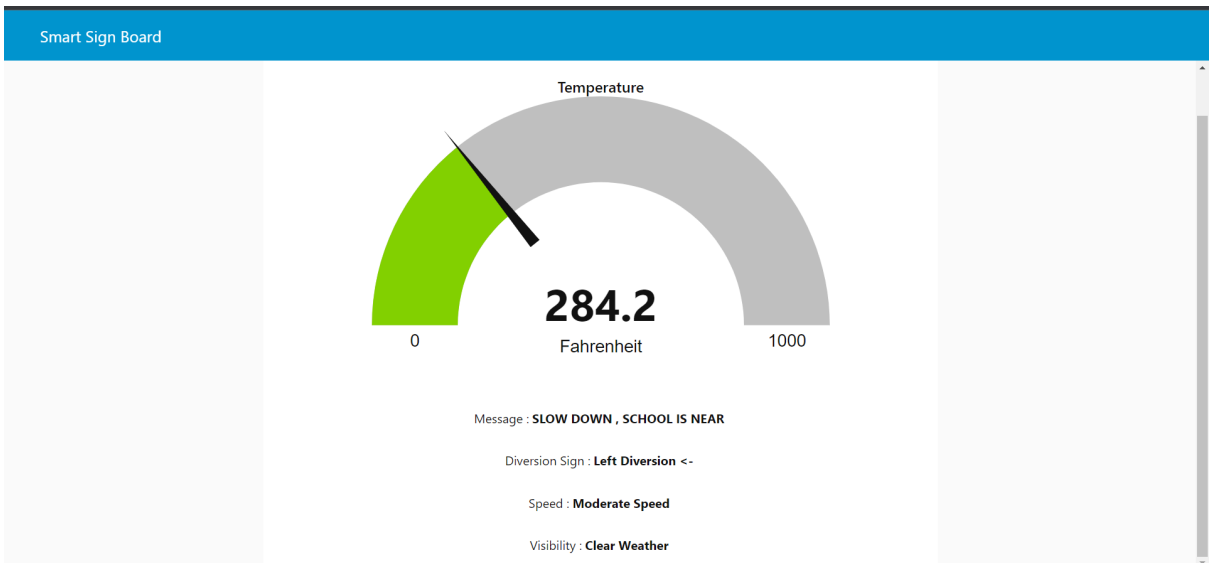 Smart Sign Board
Temperature
284.2
Fahrenheit
0
1000
Message : SLOW DOWN , SCHOOL IS NEAR
Diversion Sign : Left Diversion <-
Speed : Moderate Speed
Visibility : Clear Weather